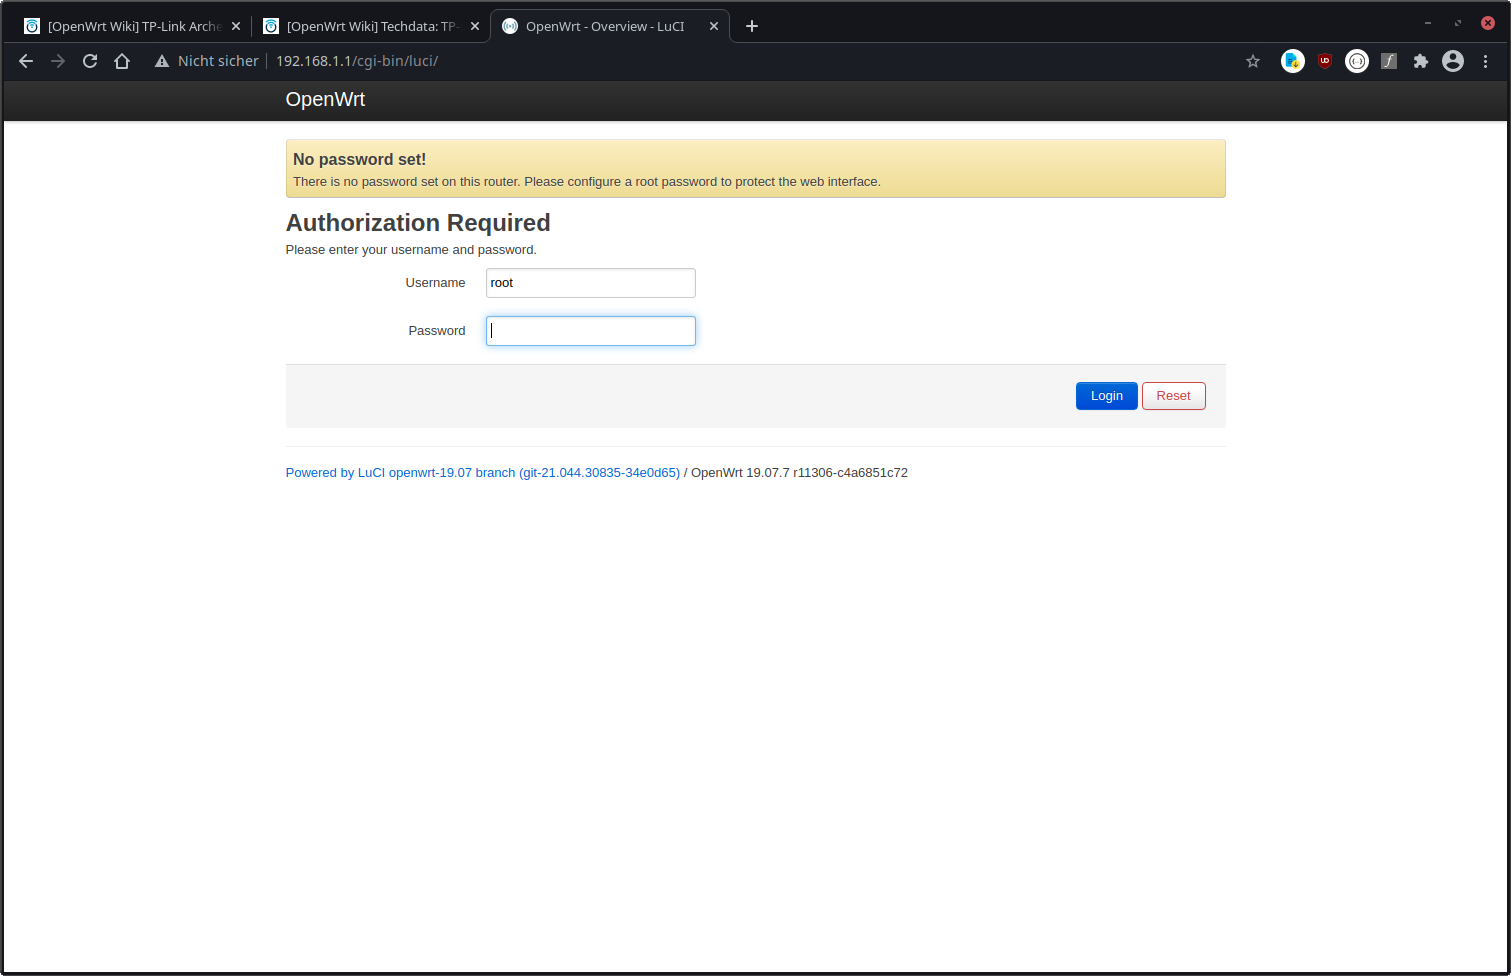 [OpenWrt Wiki] TP-Link Arche
[OpenWrt Wiki] Techdata: TP-
OpenWrt - Overview - LuCI
Nicht sicher
192.168.1.1/cgi-bin/luci/
OpenWrt
No password set!
There is no password set on this router. Please configure a root password to protect the web interface.
Authorization Required
Please enter your username and password.
Username root
Password
Login Reset
Powered by LuCI openwrt-19.07 branch (git-21.044.30835-34e0d65) / OpenWrt 19.07.7 r11306-c4a6851c72